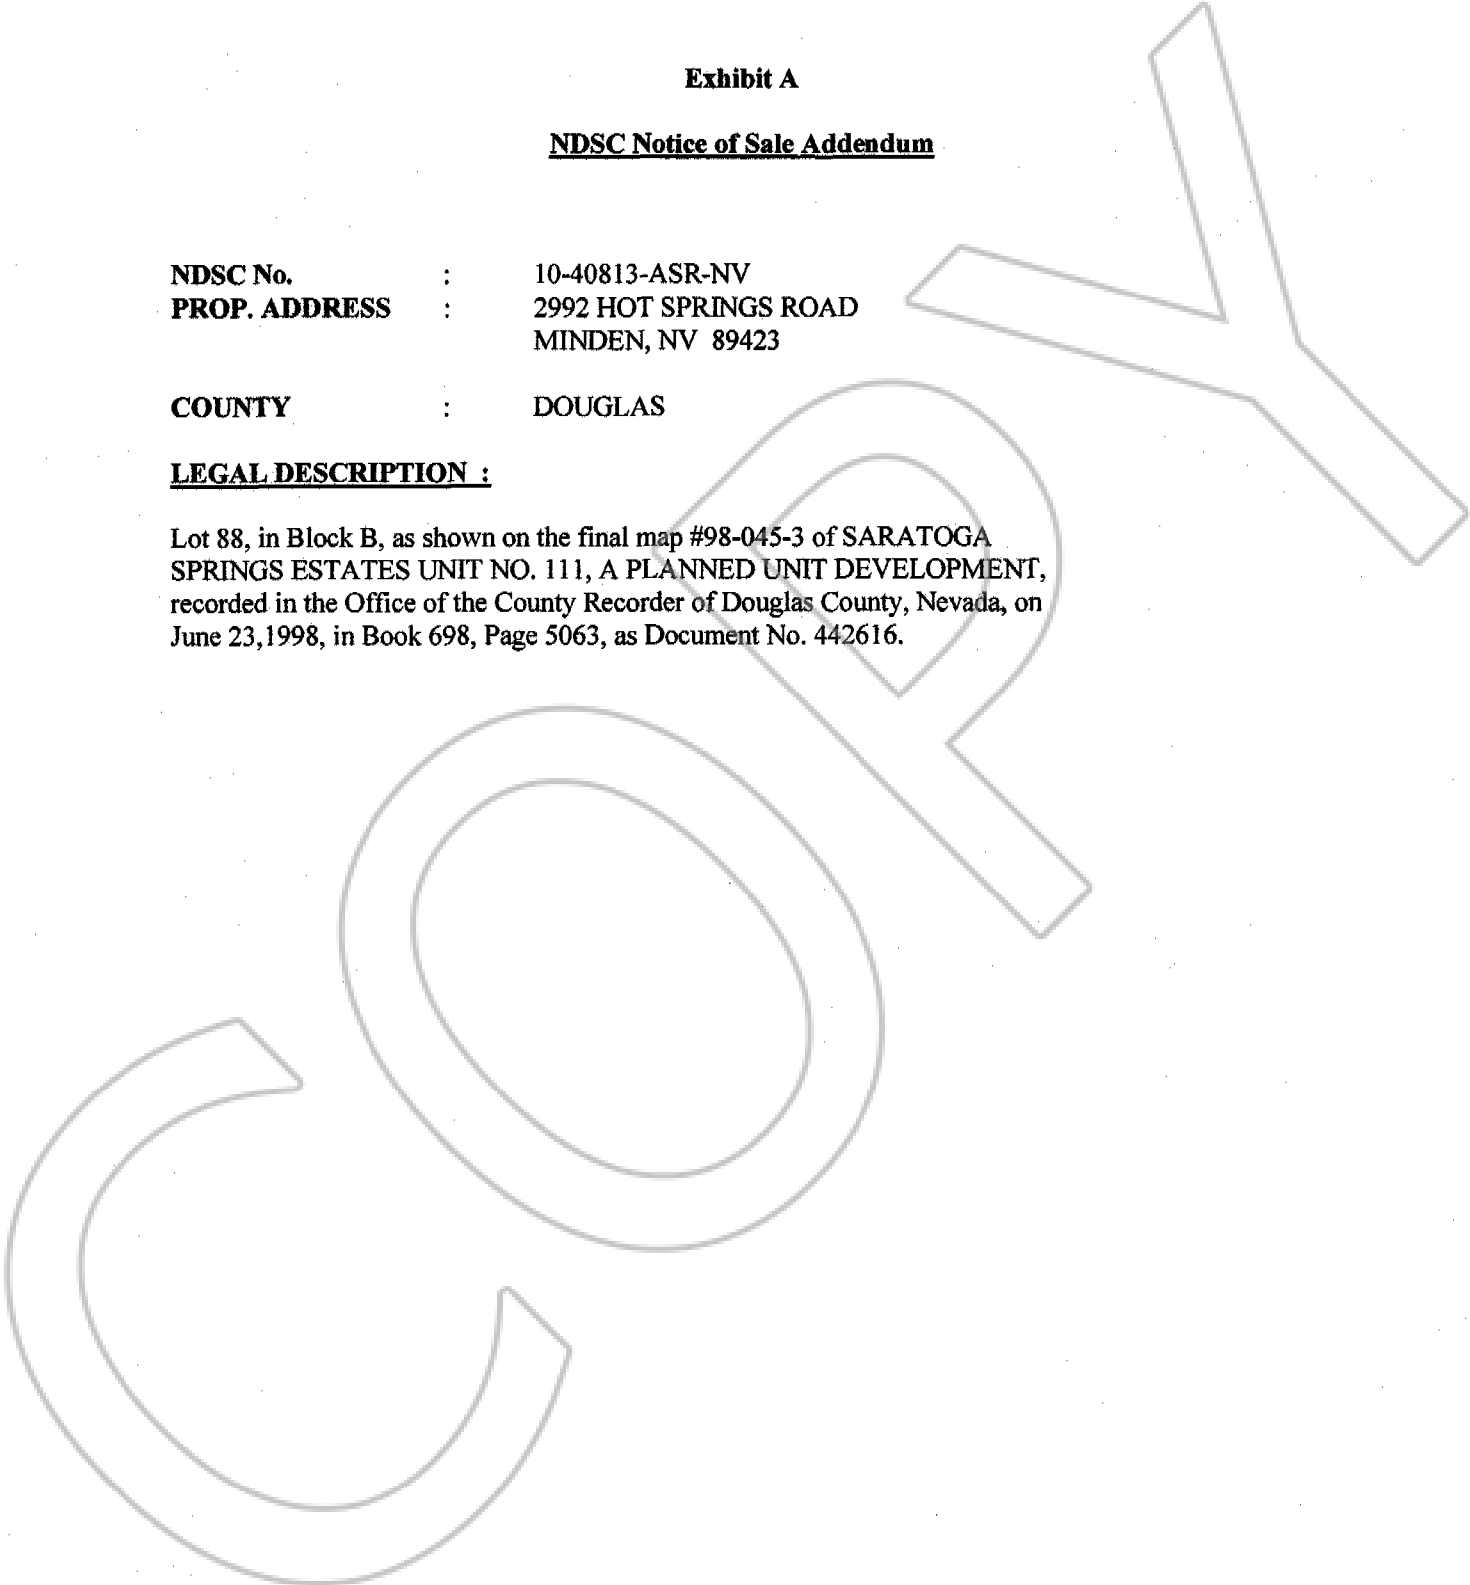 Exhibit A
NDSC Notice of Sale Addendum
NDSC No. : 10-40813-ASR-NV
PROP. ADDRESS : 2992 HOT SPRINGS ROAD
MINDEN, NV 89423
COUNTY : DOUGLAS
LEGAL DESCRIPTION :
Lot 88, in Block B, as shown on the final map #98-045-3 of SARATOGA
SPRINGS ESTATES UNIT NO. 111, A PLANNED UNIT DEVELOPMENT,
recorded in the Office of the County Recorder of Douglas County, Nevada, on
June 23,1998, in Book 698, Page 5063, as Document No. 442616.
COPY